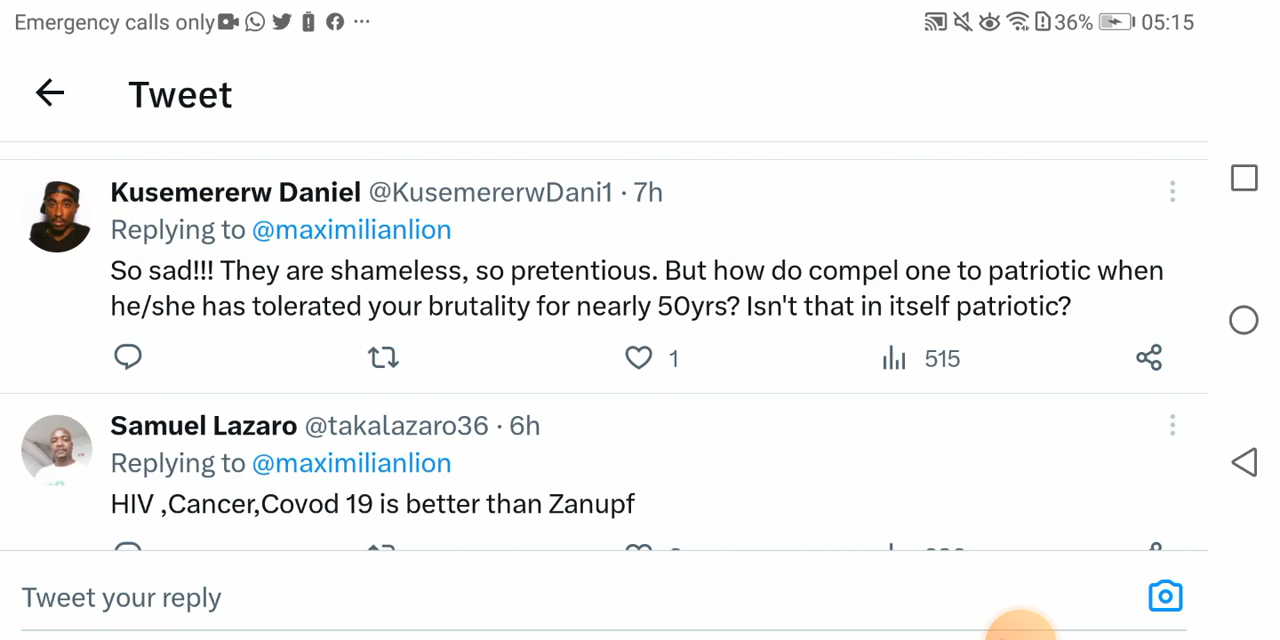 Emergency calls only 36% 05:15
Tweet
Kusemererw Daniel @KusemererwDani1 · 7h
Replying to @maximilianlion
So sad!!! They are shameless, so pretentious. But how do compel one to patriotic when
he/she has tolerated your brutality for nearly 50yrs? Isn't that in itself patriotic?
1 515
Samuel Lazaro @takalazaro36 · 6h
Replying to @maximilianlion
HIV ,Cancer,Covod 19 is better than Zanupf
Tweet your reply